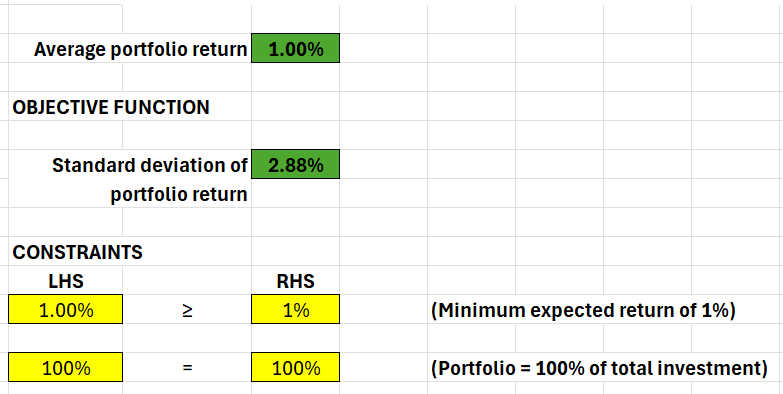 Average portfolio return 1.00%
OBJECTIVE FUNCTION
Standard deviation of 2.88%
portfolio return
CONSTRAINTS
LHS RHS
1.00% ≥ 1% (Minimum expected return of 1%)
100% = 100% (Portfolio = 100% of total investment)